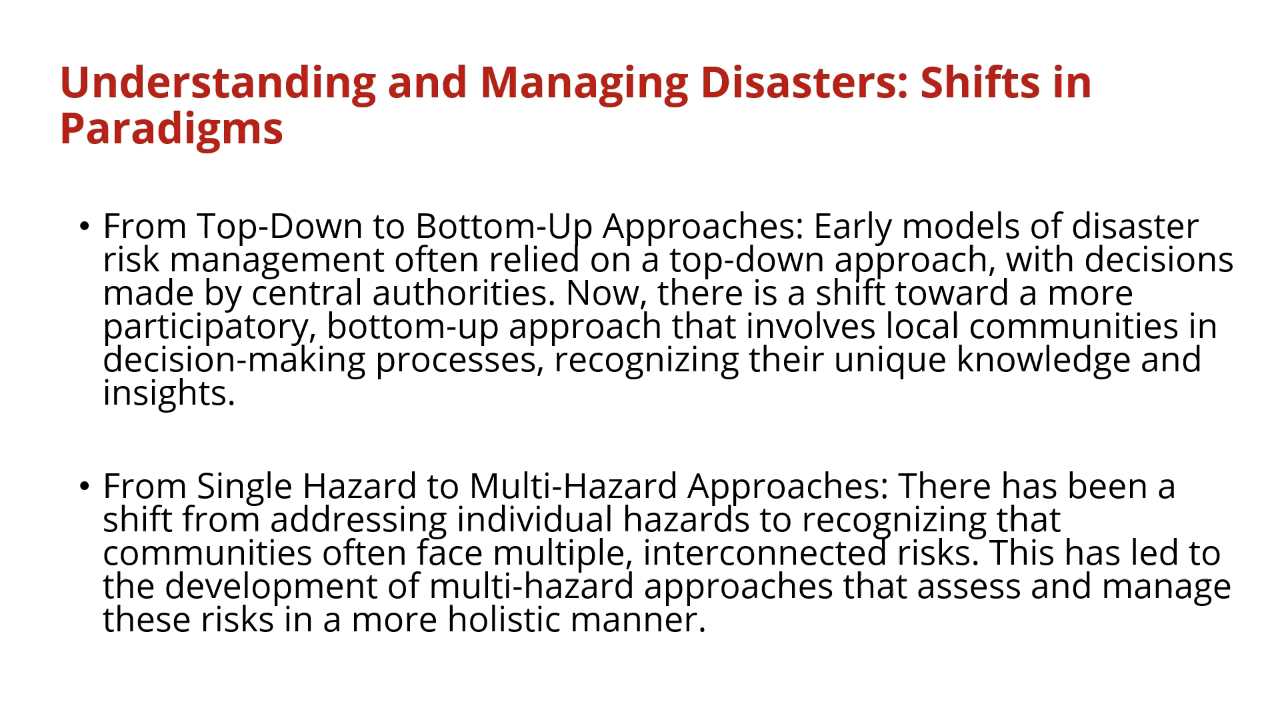 Understanding and Managing Disasters: Shifts in
Paradigms
• From Top-Down to Bottom-Up Approaches: Early models of disaster
risk management often relied on a top-down approach, with decisions
made by central authorities. Now, there is a shift toward a more
participatory, bottom-up approach that involves local communities in
decision-making processes, recognizing their unique knowledge and
insights.
• From Single Hazard to Multi-Hazard Approaches: There has been a
shift from addressing individual hazards to recognizing that
communities often face multiple, interconnected risks. This has led to
the development of multi-hazard approaches that assess and manage
these risks in a more holistic manner.